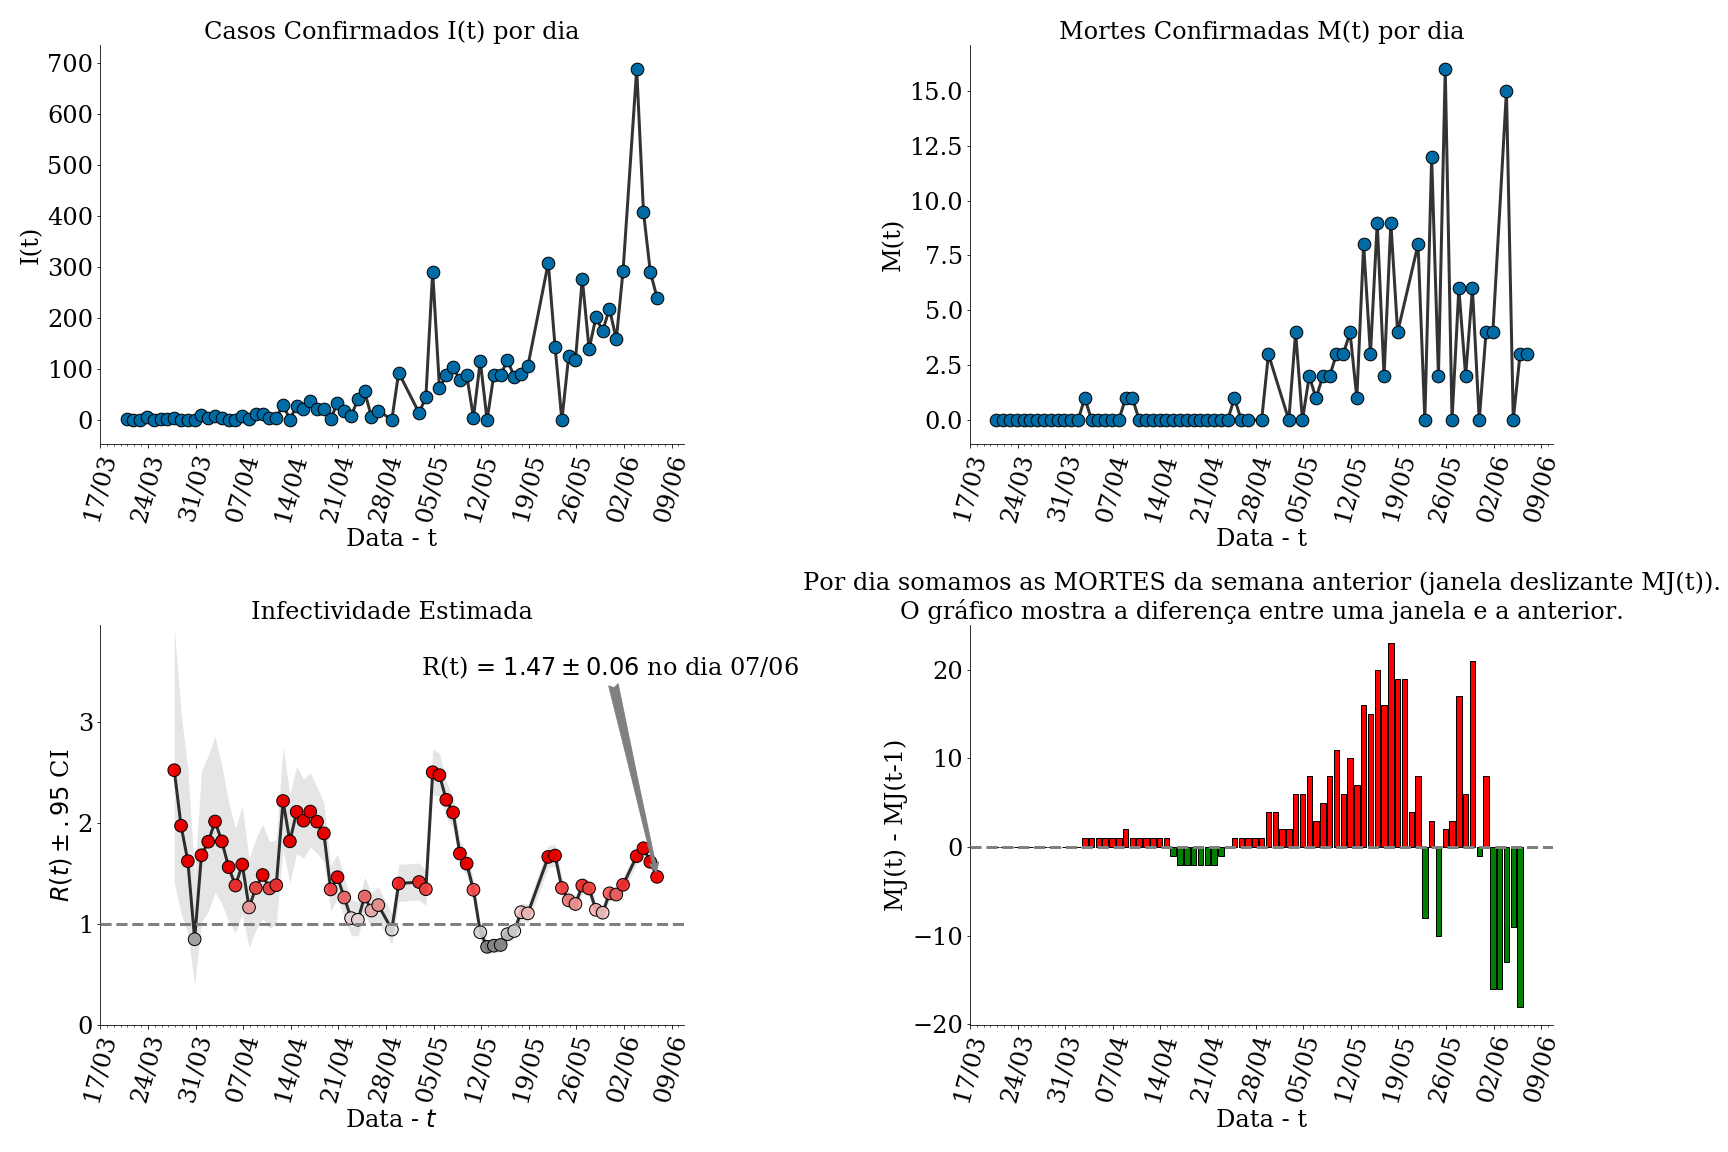 Casos Confirmados I(t) por dia
I(t)
700
600
500
400
300
200
100
0
17/03 24/03 31/03 07/04 14/04 21/04 28/04 05/05 12/05 19/05 26/05 02/06 09/06
Data - t
Mortes Confirmadas M(t) por dia
M(t)
15.0
12.5
10.0
7.5
5.0
2.5
0.0
17/03 24/03 31/03 07/04 14/04 21/04 28/04 05/05 12/05 19/05 26/05 02/06 09/06
Data - t
Infectividade Estimada
R(t) = 1.47 ± 0.06 no dia 07/06
R(t) ± .95 CI
3
2
1
0
17/03 24/03 31/03 07/04 14/04 21/04 28/04 05/05 12/05 19/05 26/05 02/06 09/06
Data - t
Por dia somamos as MORTES da semana anterior (janela deslizante MJ(t)).
O gráfico mostra a diferença entre uma janela e a anterior.
MJ(t) - MJ(t-1)
20
10
0
−10
−20
17/03 24/03 31/03 07/04 14/04 21/04 28/04 05/05 12/05 19/05 26/05 02/06 09/06
Data - t